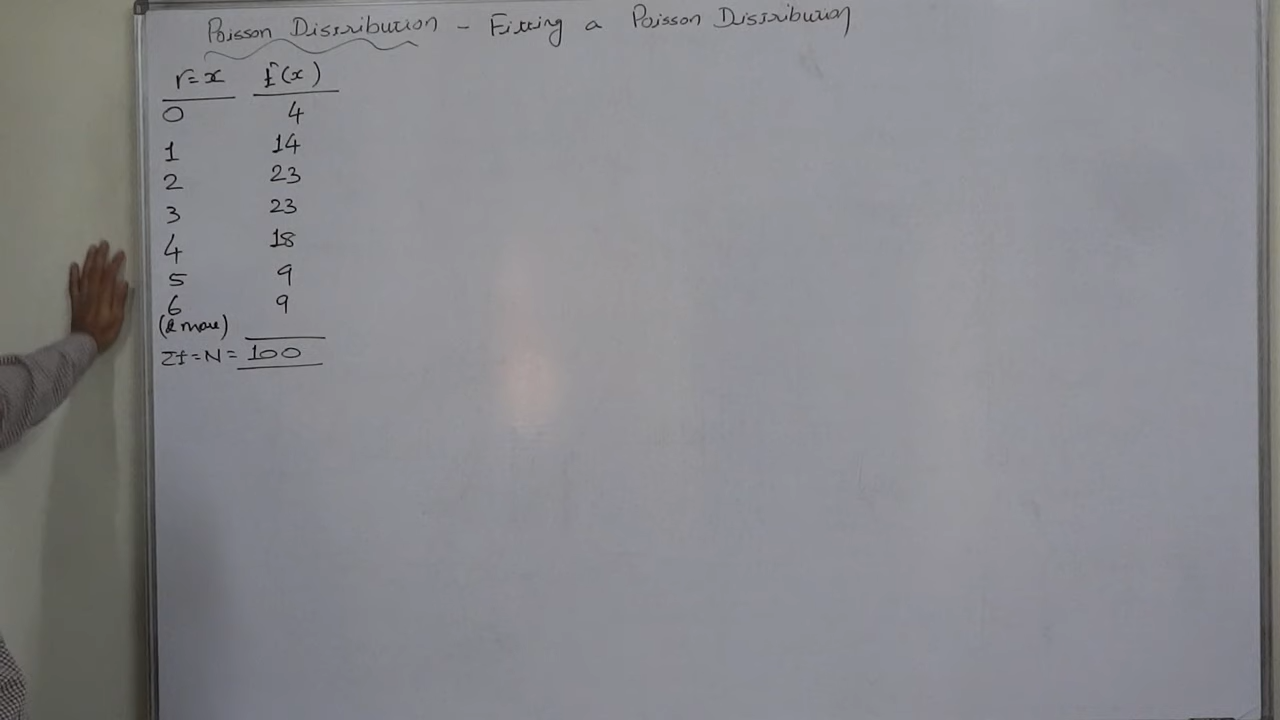 Poisson Distribution - Fitting a Poisson Distribution
r=x f(x)
0 4
1 14
2 23
3 23
4 18
5 9
6 9
(& more)
Σf=N= 100